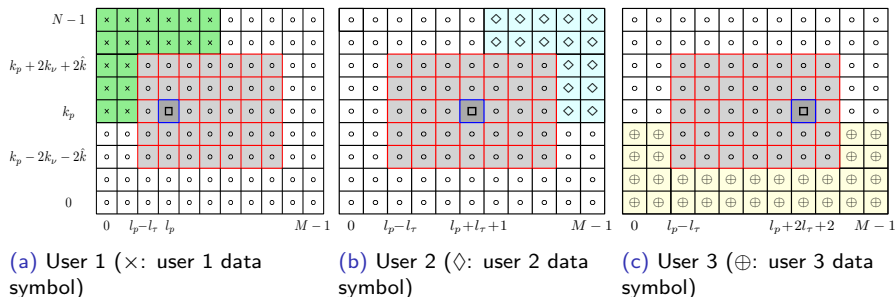 N − 1
k_p + 2k_ν + 2k̂
k_p
k_p − 2k_ν − 2k̂
0
0 l_p−l_τ l_p M − 1
0 l_p−l_τ l_p+l_τ+1 M − 1
0 l_p−l_τ l_p+2l_τ+2 M − 1
(a) User 1 (×: user 1 data
symbol)
(b) User 2 (◇: user 2 data
symbol)
(c) User 3 (⊕: user 3 data
symbol)